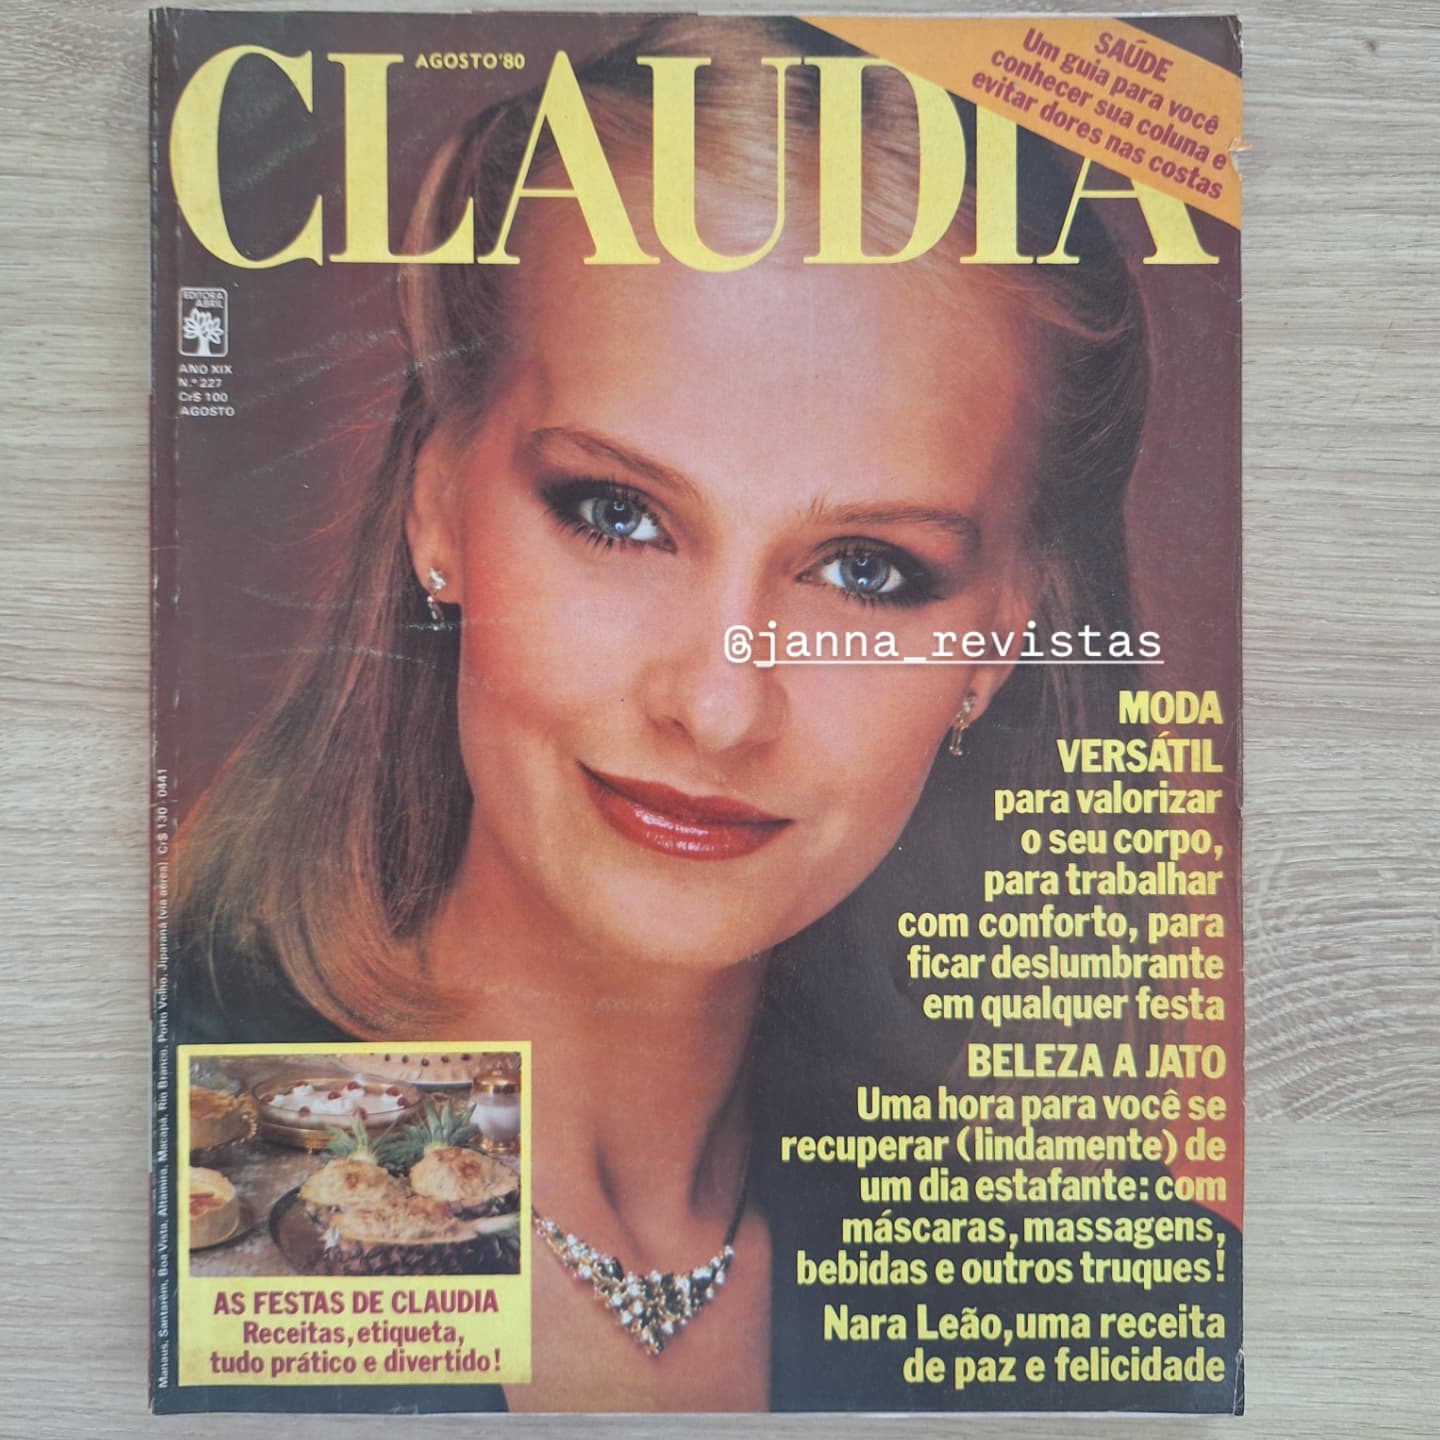 CLAUDIA
AGOSTO'80
SAÚDE
Um guia para você
conhecer sua coluna e
evitar dores nas costas
EDITORA
ABRIL
ANO XIX
N.º 227
Cr$ 100
AGOSTO
@janna_revistas
MODA
VERSÁTIL
para valorizar
o seu corpo,
para trabalhar
com conforto, para
ficar deslumbrante
em qualquer festa
BELEZA A JATO
Uma hora para você se
recuperar (lindamente) de
um dia estafante: com
máscaras, massagens,
bebidas e outros truques!
Nara Leão, uma receita
de paz e felicidade
AS FESTAS DE CLAUDIA
Receitas, etiqueta,
tudo prático e divertido!
Manaus, Santarém, Boa Vista, Altamira, Macapá, Rio Branco, Porto Velho, Jiparaná (via aérea) Cr$ 130 - 0441